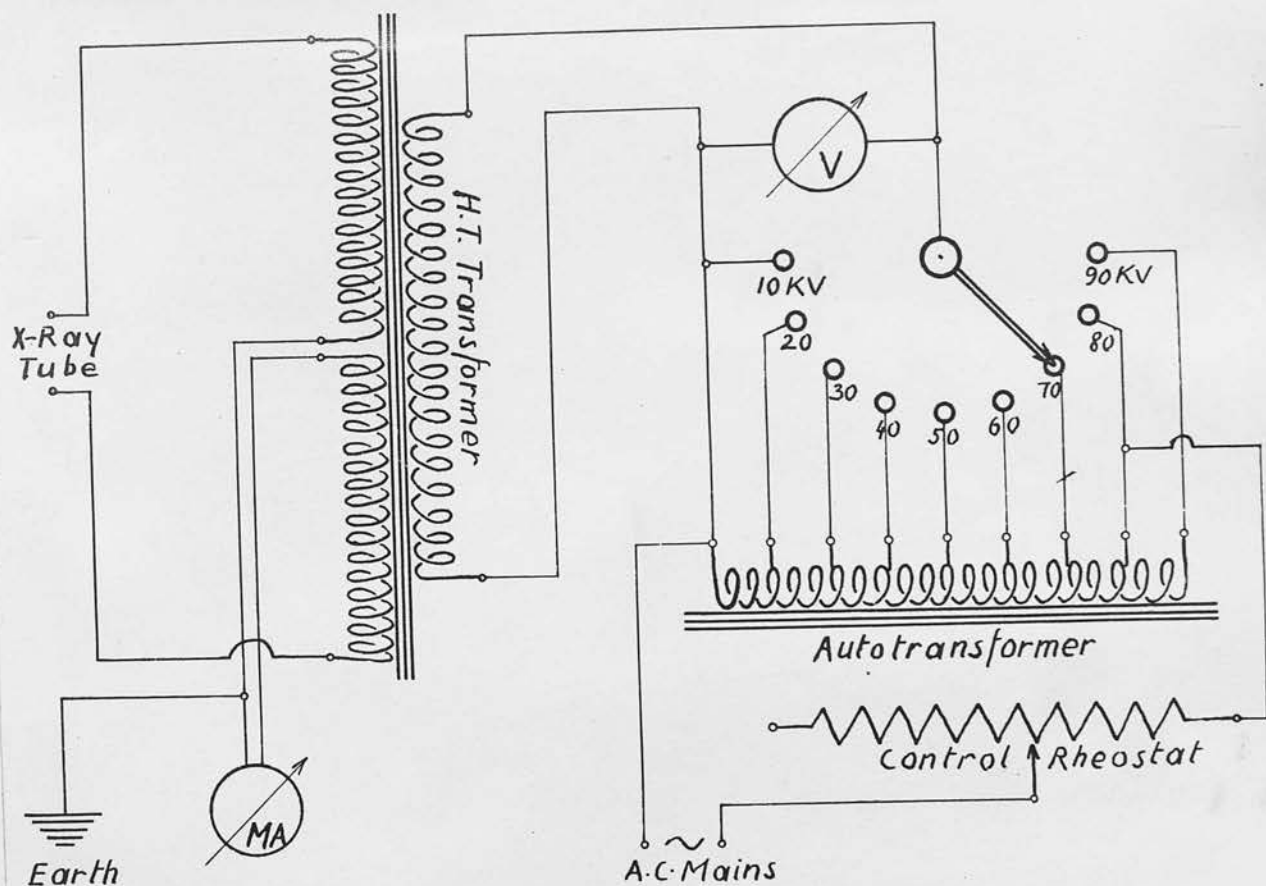 X-Ray
Tube
H.T. Transformer
V
10 KV
20
30
40
50
60
70
80
90 KV
Autotransformer
Control Rheostat
MA
Earth
A.C. Mains
~